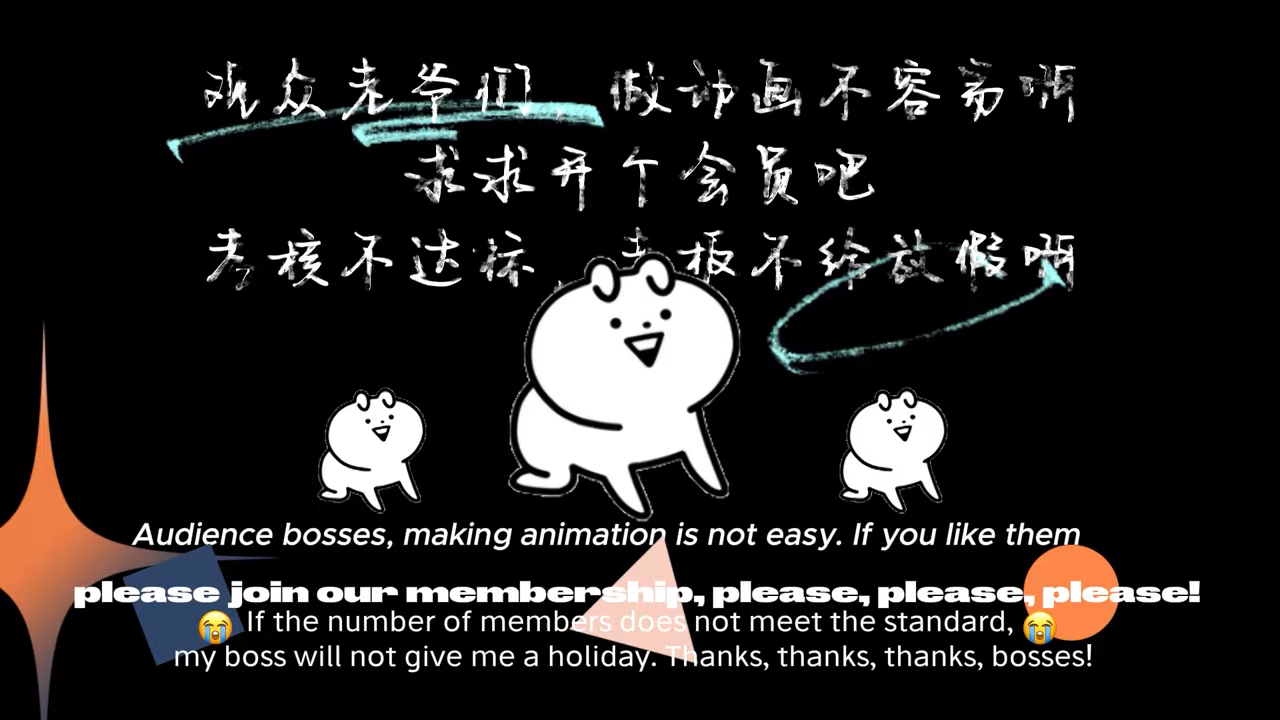 观众老爷们，做动画不容易啊
求求开个会员吧
考核不达标，老板不给放假啊
Audience bosses, making animation is not easy. If you like them
please join our membership, please, please, please!
😭 If the number of members does not meet the standard, 😭
my boss will not give me a holiday. Thanks, thanks, thanks, bosses!